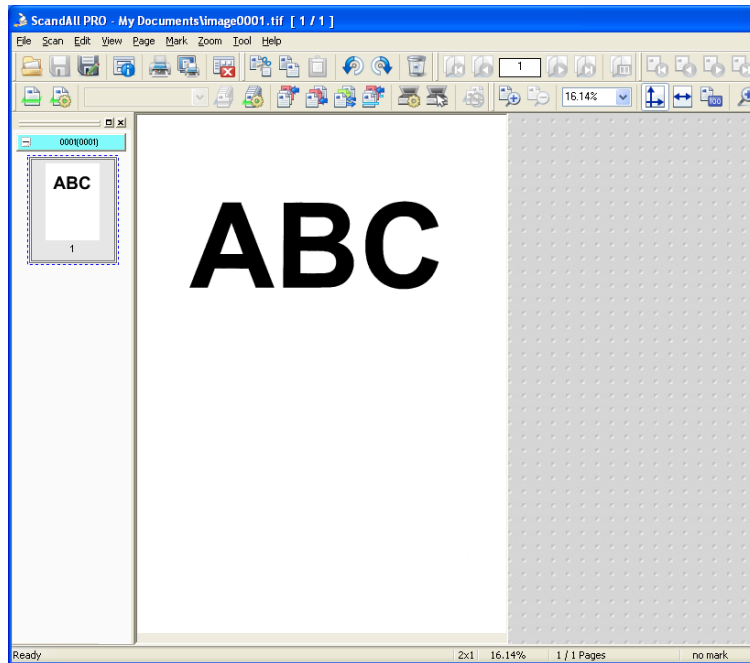 ScandAll PRO - My Documents\image0001.tif [ 1 / 1 ]
File Scan Edit View Page Mark Zoom Tool Help
1
16.14%
100
0001(0001)
ABC
1
ABC
Ready 2x1 16.14% 1 / 1 Pages no mark